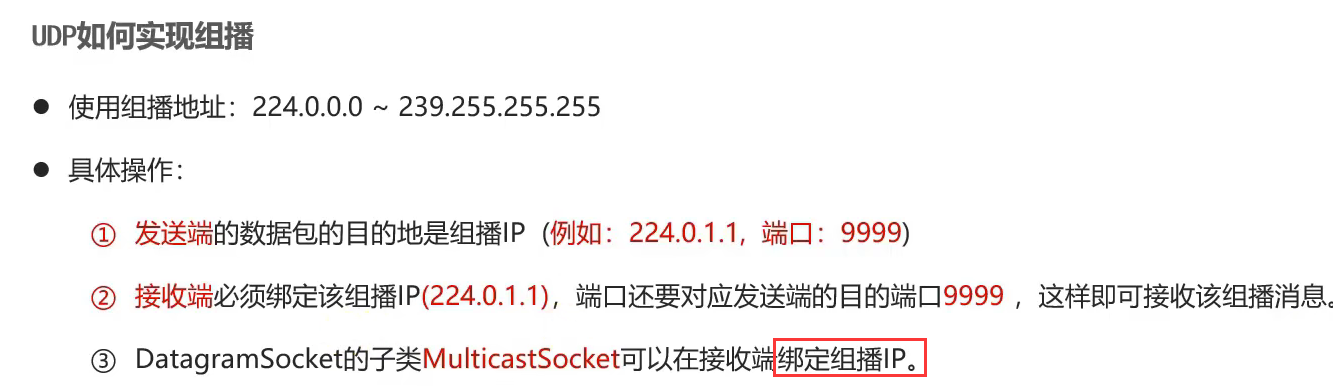 UDP如何实现组播
● 使用组播地址：224.0.0.0 ~ 239.255.255.255
● 具体操作：
① 发送端的数据包的目的地是组播IP (例如：224.0.1.1, 端口：9999)
② 接收端必须绑定该组播IP(224.0.1.1)，端口还要对应发送端的目的端口9999 ，这样即可接收该组播消息。
③ DatagramSocket的子类MulticastSocket可以在接收端绑定组播IP。